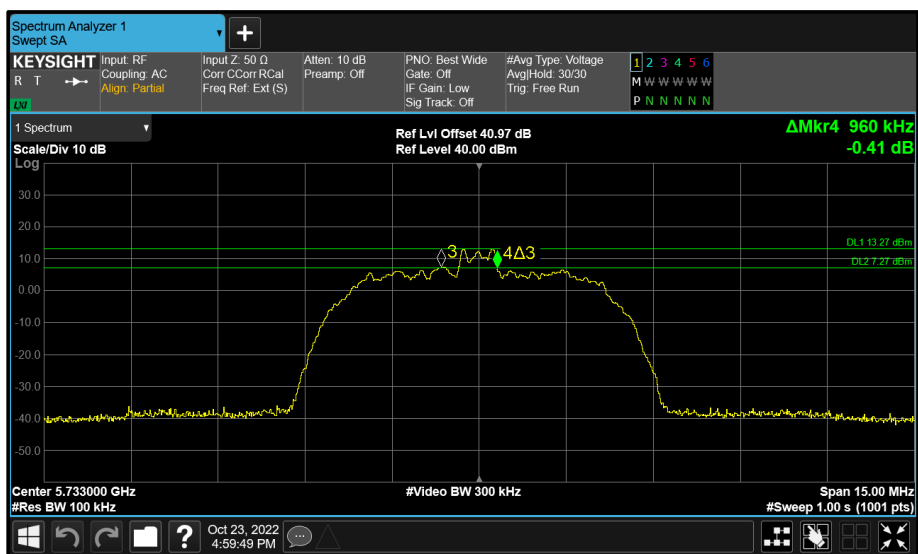 Spectrum Analyzer 1
Swept SA
KEYSIGHT
R T
LXI
Input: RF
Coupling: AC
Align: Partial
Input Z: 50 Ω
Corr CCorr RCal
Freq Ref: Ext (S)
Atten: 10 dB
Preamp: Off
PNO: Best Wide
Gate: Off
IF Gain: Low
Sig Track: Off
#Avg Type: Voltage
Avg|Hold: 30/30
Trig: Free Run
1 2 3 4 5 6
M W W W W W
P N N N N N
1 Spectrum
Scale/Div 10 dB
Ref Lvl Offset 40.97 dB
Ref Level 40.00 dBm
ΔMkr4 960 kHz
-0.41 dB
Log
30.0
20.0
10.0
0.00
-10.0
-20.0
-30.0
-40.0
-50.0
3
4Δ3
DL1 13.27 dBm
DL2 7.27 dBm
Center 5.733000 GHz
#Res BW 100 kHz
#Video BW 300 kHz
Span 15.00 MHz
#Sweep 1.00 s (1001 pts)
?
Oct 23, 2022
4:59:49 PM